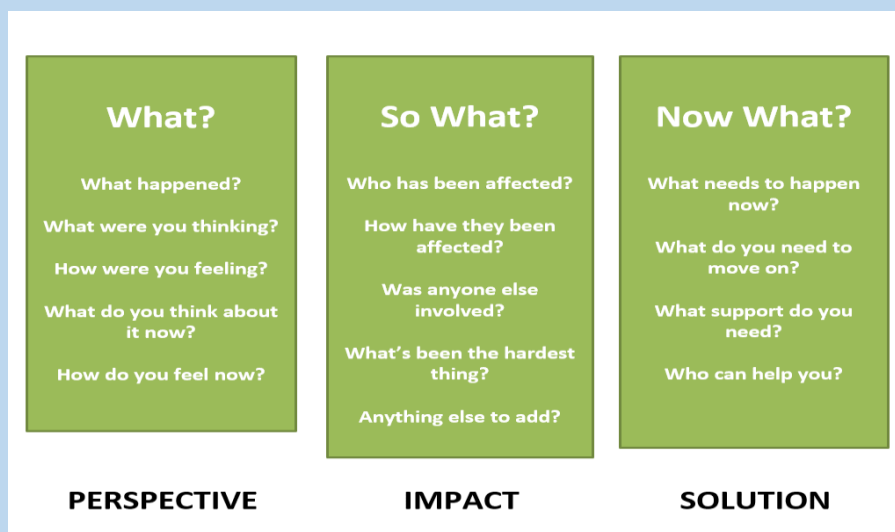 What?
What happened?
What were you thinking?
How were you feeling?
What do you think about
it now?
How do you feel now?
PERSPECTIVE
So What?
Who has been affected?
How have they been
affected?
Was anyone else
involved?
What's been the hardest
thing?
Anything else to add?
IMPACT
Now What?
What needs to happen
now?
What do you need to
move on?
What support do you
need?
Who can help you?
SOLUTION